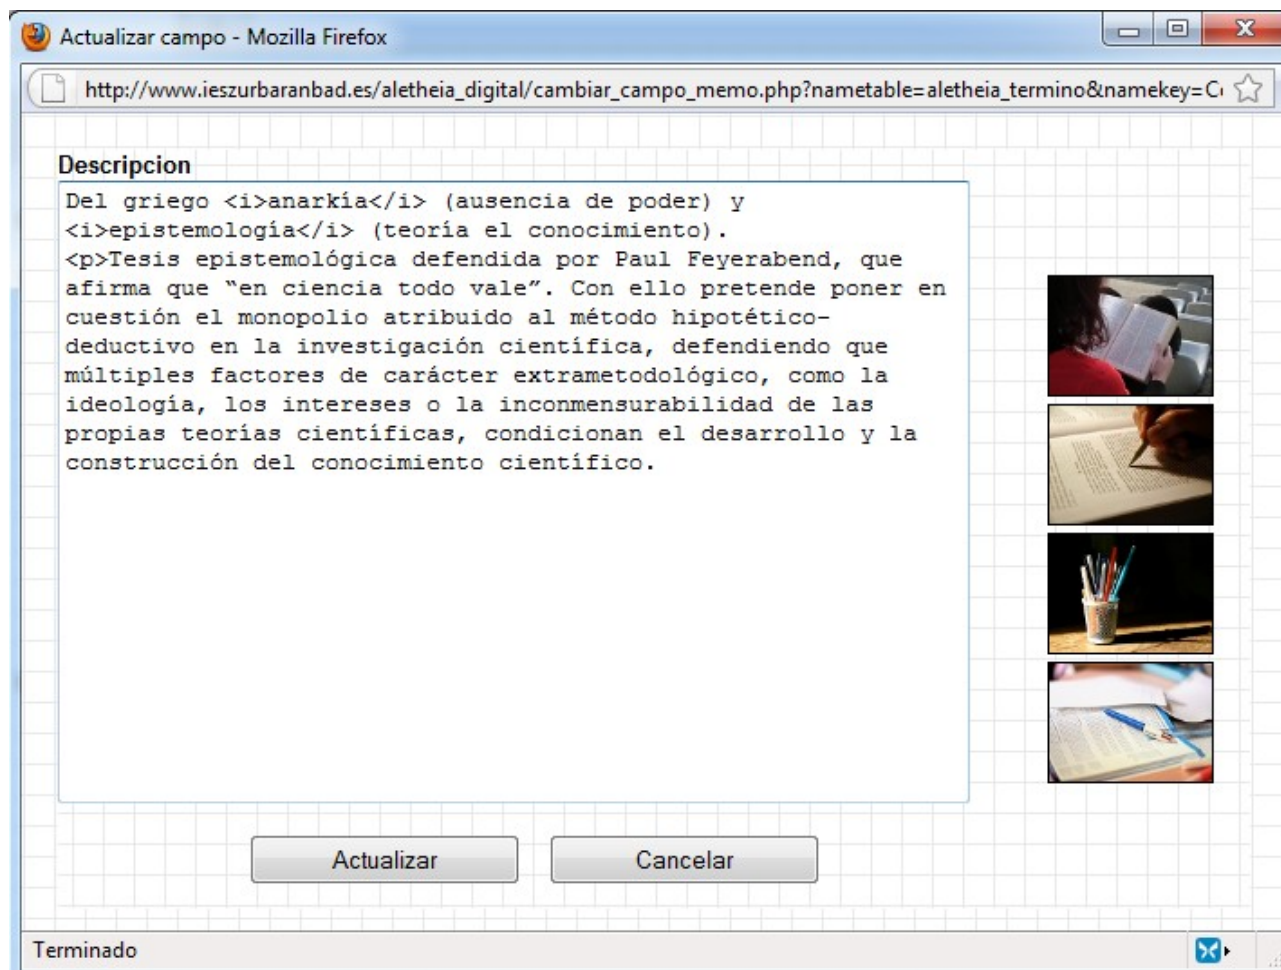 Actualizar campo - Mozilla Firefox
http://www.ieszurbaranbad.es/aletheia_digital/cambiar_campo_memo.php?nametable=aletheia_termino&namekey=C
Descripcion
Del griego <i>anarkía</i> (ausencia de poder) y
<i>epistemología</i> (teoría el conocimiento).
<p>Tesis epistemológica defendida por Paul Feyerabend, que
afirma que “en ciencia todo vale”. Con ello pretende poner en
cuestión el monopolio atribuido al método hipotético-
deductivo en la investigación científica, defendiendo que
múltiples factores de carácter extrametodológico, como la
ideología, los intereses o la inconmensurabilidad de las
propias teorías científicas, condicionan el desarrollo y la
construcción del conocimiento científico.
Actualizar
Cancelar
Terminado